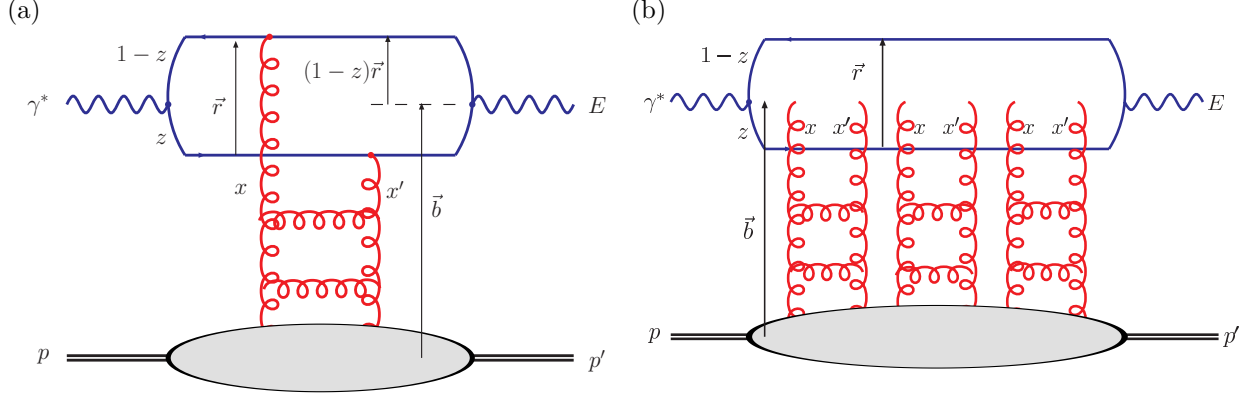 (a)
1 − z
(1 − z)r⃗
r⃗
γ*
E
z
x
x′
b⃗
p
p′
(b)
1 − z
r⃗
γ*
E
z
x x′ x x′ x x′
b⃗
p
p′